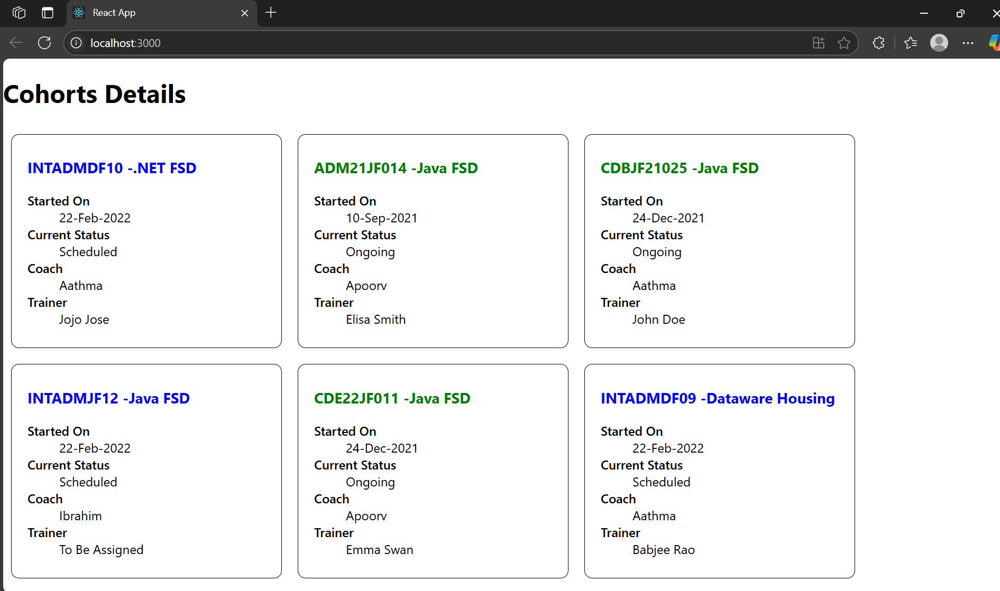 React App
localhost:3000
Cohorts Details
INTADMDF10 -.NET FSD
Started On
22-Feb-2022
Current Status
Scheduled
Coach
Aathma
Trainer
Jojo Jose
ADM21JF014 -Java FSD
Started On
10-Sep-2021
Current Status
Ongoing
Coach
Apoorv
Trainer
Elisa Smith
CDBJF21025 -Java FSD
Started On
24-Dec-2021
Current Status
Ongoing
Coach
Aathma
Trainer
John Doe
INTADMJF12 -Java FSD
Started On
22-Feb-2022
Current Status
Scheduled
Coach
Ibrahim
Trainer
To Be Assigned
CDE22JF011 -Java FSD
Started On
24-Dec-2021
Current Status
Ongoing
Coach
Apoorv
Trainer
Emma Swan
INTADMDF09 -Dataware Housing
Started On
22-Feb-2022
Current Status
Scheduled
Coach
Aathma
Trainer
Babjee Rao